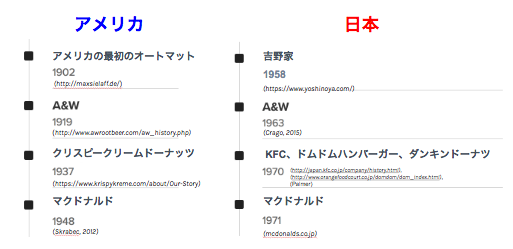 アメリカ
アメリカの最初のオートマット
1902
(http://maxsielaff.de/)
A&W
1919
(http://www.awrootbeer.com/aw_history.php)
クリスピークリームドーナッツ
1937
(https://www.krispykreme.com/about/Our-Story)
マクドナルド
1948
(Skrabec, 2012)
日本
吉野家
1958
(https://www.yoshinoya.com/)
A&W
1963
(Crago, 2015)
KFC、ドムドムハンバーガー、ダンキンドーナツ
1970
(http://japan.kfc.co.jp/company/history.html),
(http://www.orangefoodcourt.co.jp/domdom/dom_index.html),
(Palmer)
マクドナルド
1971
(mcdonalds.co.jp)